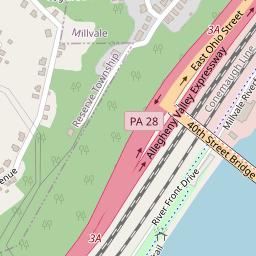 3A
Millvale
East Ohio Street
Reserve Township
Allegheny Valley Expressway
Conemaugh Line
Millvale River
PA 28
40th Street Bridge
enue
River Front Drive
3A
ail